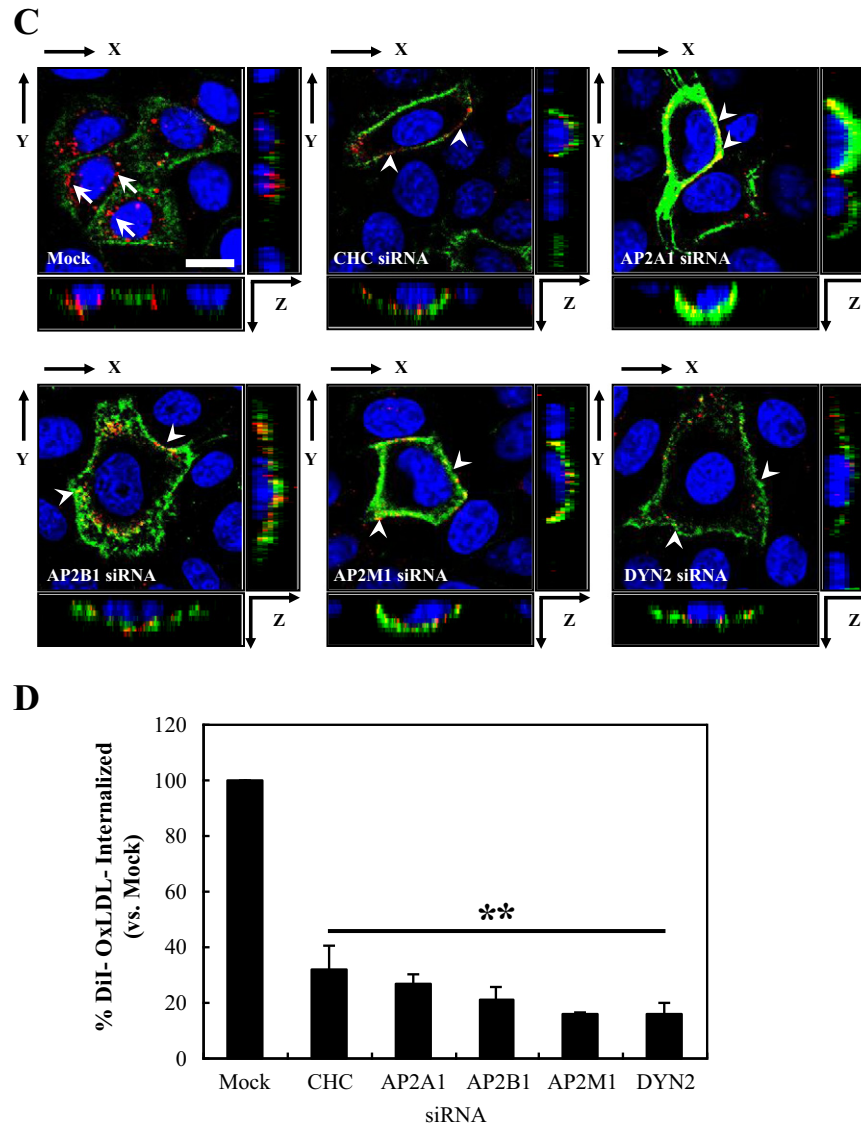 C
X X X
Y Y Y
Mock CHC siRNA AP2A1 siRNA
Z Z Z
X X X
Y Y Y
AP2B1 siRNA AP2M1 siRNA DYN2 siRNA
Z Z Z
D
% DiI- OxLDL- Internalized
(vs. Mock)
120
100
80
60
40
20
0
**
Mock CHC AP2A1 AP2B1 AP2M1 DYN2
siRNA